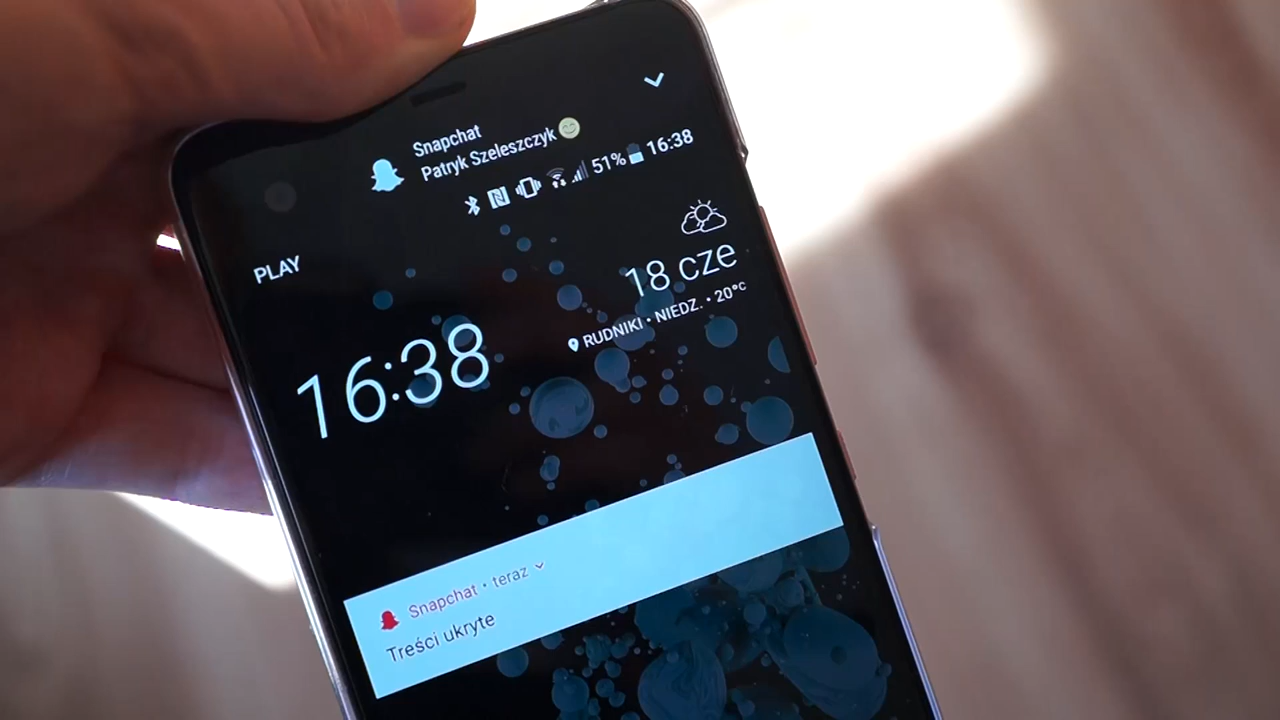 Snapchat
Patryk Szeleszczyk😊
51% 16:38
PLAY
18 cze
RUDNIKI • NIEDZ. • 20°C
16:38
Snapchat • teraz
Treści ukryte